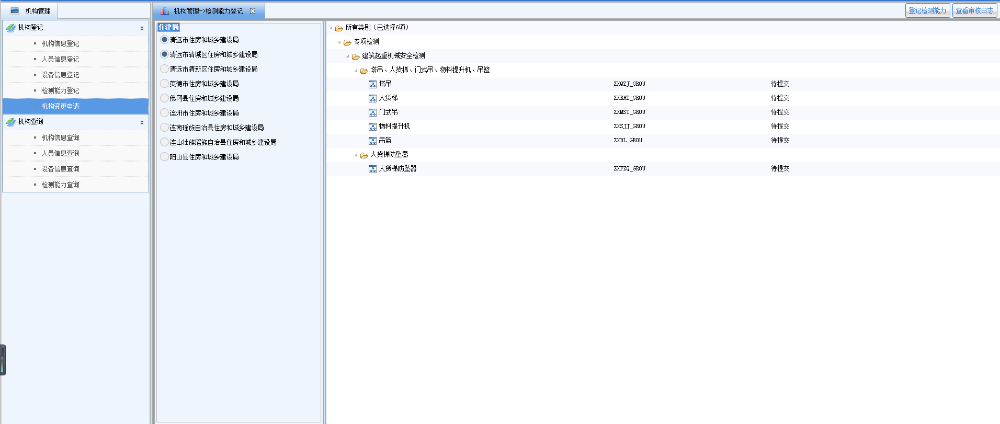 机构管理
机构登记
机构信息登记
人员信息登记
设备信息登记
检测能力登记
机构变更申请
机构查询
机构信息查询
人员信息查询
设备信息查询
检测能力查询
机构管理->检测能力登记
登记检测能力 查看审核日志
住建局
清远市住房和城乡建设局
清远市清城区住房和城乡建设局
清远市清新区住房和城乡建设局
英德市住房和城乡建设局
佛冈县住房和城乡建设局
连州市住房和城乡建设局
连南瑶族自治县住房和城乡建设局
连山壮族瑶族自治县住房和城乡建设局
阳山县住房和城乡建设局
所有类别（已选择6项）
专项检测
建筑起重机械安全检测
塔吊、人货梯、门式吊、物料提升机、吊篮
塔吊 ZXQZJ_GROU 待提交
人货梯 ZXRHT_GROU 待提交
门式吊 ZXMST_GROU 待提交
物料提升机 ZXSJJ_GROU 待提交
吊篮 ZXDL_GROU 待提交
人货梯防坠器
人货梯防坠器 ZXFZQ_GROU 待提交